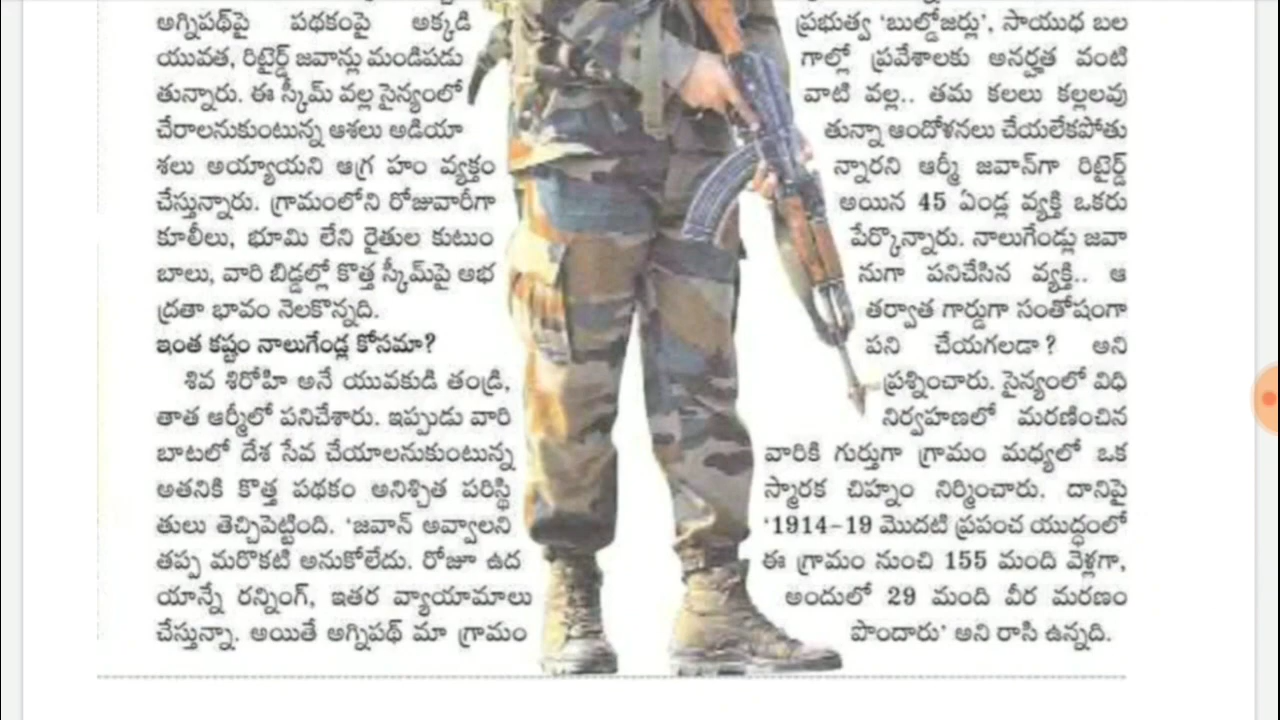 అగ్నిపథ్‌పై పథకంపై అక్కడి
యువత, రిటైర్డ్ జవాన్లు మండిపడు
తున్నారు. ఈ స్కీమ్ వల్ల సైన్యంలో
చేరాలనుకుంటున్న ఆశలు అడియా
శలు అయ్యాయని ఆగ్ర హం వ్యక్తం
చేస్తున్నారు. గ్రామంలోని రోజువారీగా
కూలీలు, భూమి లేని రైతుల కుటుం
బాలు, వారి బిడ్డల్లో కొత్త స్కీమ్‌పై అభ
ద్రతా భావం నెలకొన్నది.
ఇంత కష్టం నాలుగేండ్ల కోసమా?
శివ శిరోహి అనే యువకుడి తండ్రి,
తాత ఆర్మీలో పనిచేశారు. ఇప్పుడు వారి
బాటలో దేశ సేవ చేయాలనుకుంటున్న
అతనికి కొత్త పథకం అనిశ్చిత పరిస్థి
తులు తెచ్చిపెట్టింది. ‘జవాన్ అవ్వాలని
తప్ప మరొకటి అనుకోలేదు. రోజూ ఉద
యాన్నే రన్నింగ్, ఇతర వ్యాయామాలు
చేస్తున్నా. అయితే అగ్నిపథ్ మా గ్రామం
ప్రభుత్వ ‘బుల్డోజర్లు’, సాయుధ బల
గాల్లో ప్రవేశాలకు అనర్హత వంటి
వాటి వల్ల.. తమ కలలు కల్లలవు
తున్నా ఆందోళనలు చేయలేకపోతు
న్నారని ఆర్మీ జవాన్‌గా రిటైర్డ్
అయిన 45 ఏండ్ల వ్యక్తి ఒకరు
పేర్కొన్నారు. నాలుగేండ్లు జవా
నుగా పనిచేసిన వ్యక్తి.. ఆ
తర్వాత గార్డుగా సంతోషంగా
పని చేయగలడా? అని
ప్రశ్నించారు. సైన్యంలో విధి
నిర్వహణలో మరణించిన
వారికి గుర్తుగా గ్రామం మధ్యలో ఒక
స్మారక చిహ్నం నిర్మించారు. దానిపై
‘1914-19 మొదటి ప్రపంచ యుద్ధంలో
ఈ గ్రామం నుంచి 155 మంది వెళ్లగా,
అందులో 29 మంది వీర మరణం
పొందారు’ అని రాసి ఉన్నది.